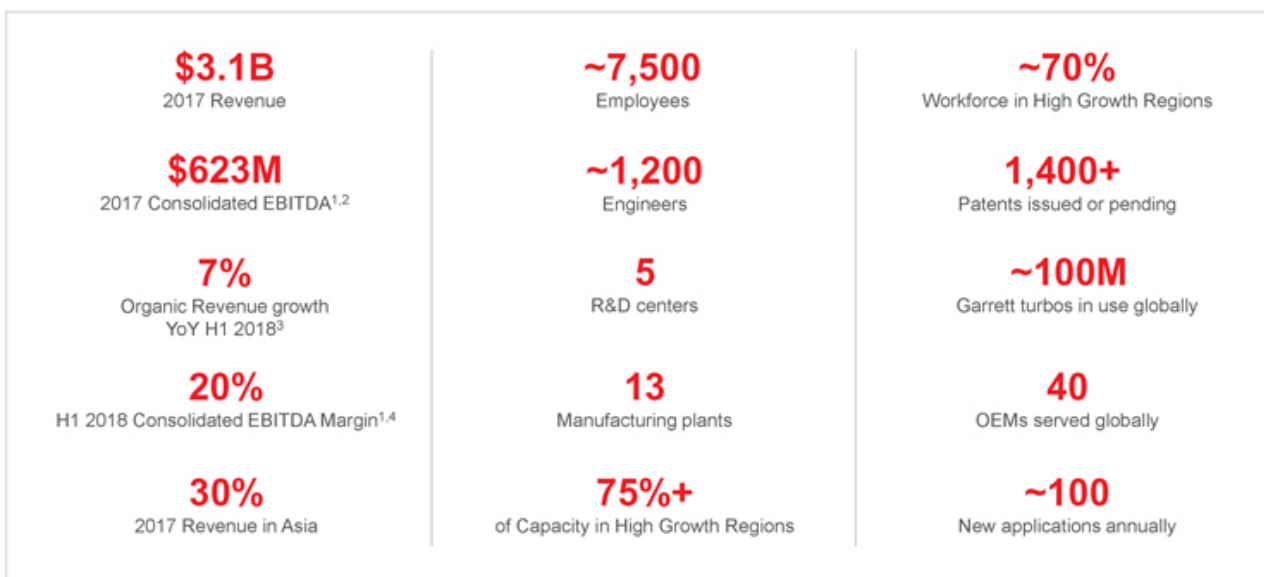 $3.1B
2017 Revenue
$623M
2017 Consolidated EBITDA¹,²
7%
Organic Revenue growth
YoY H1 2018³
20%
H1 2018 Consolidated EBITDA Margin¹,⁴
30%
2017 Revenue in Asia
~7,500
Employees
~1,200
Engineers
5
R&D centers
13
Manufacturing plants
75%+
of Capacity in High Growth Regions
~70%
Workforce in High Growth Regions
1,400+
Patents issued or pending
~100M
Garrett turbos in use globally
40
OEMs served globally
~100
New applications annually